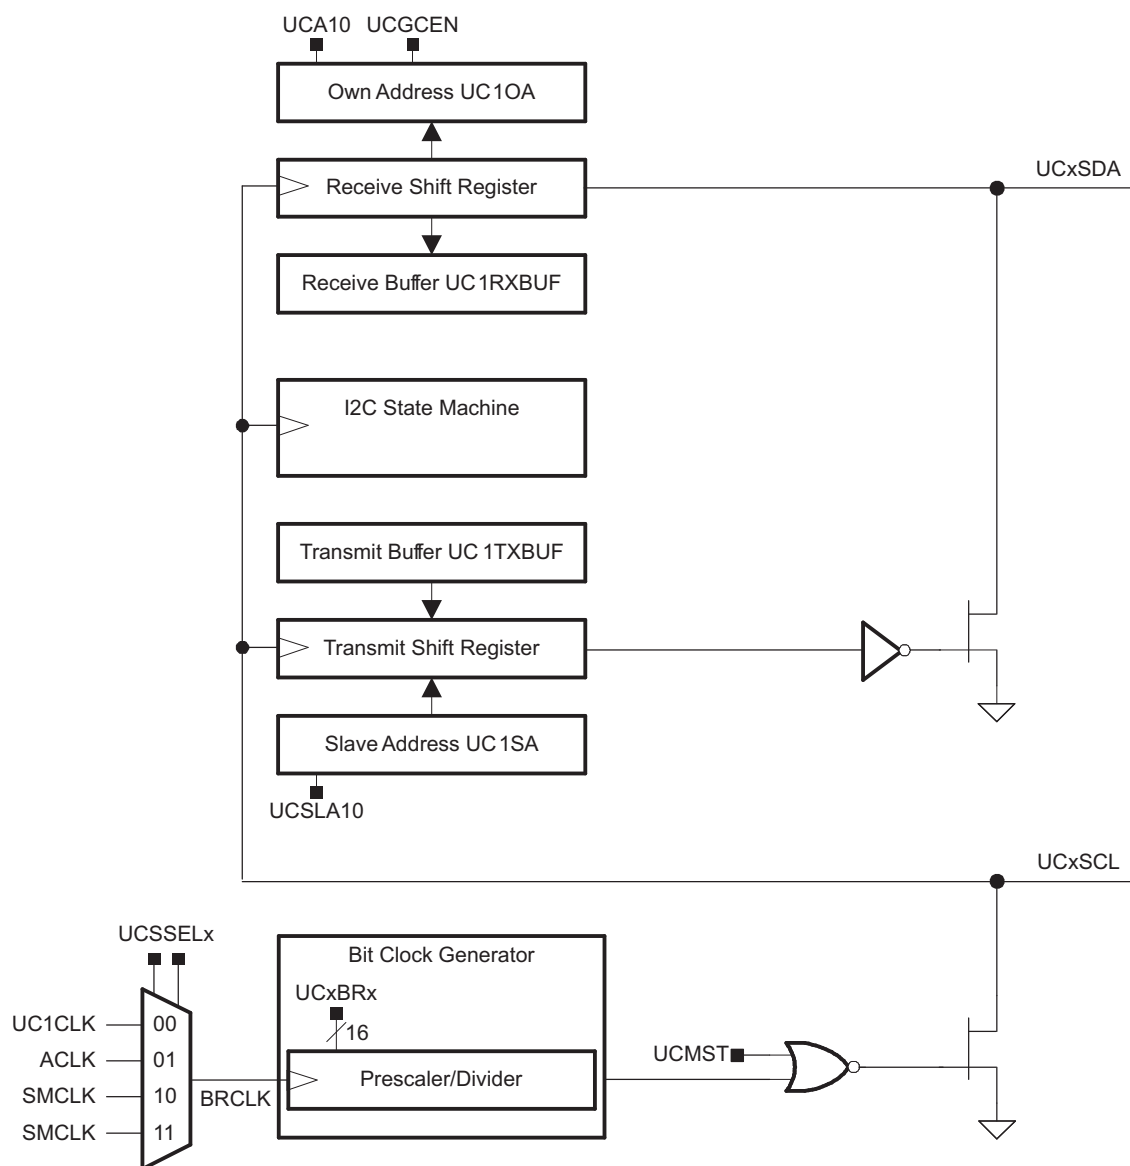 UCA10 UCGCEN
Own Address UC1OA
UCxSDA
Receive Shift Register
Receive Buffer UC1RXBUF
I2C State Machine
Transmit Buffer UC1TXBUF
Transmit Shift Register
Slave Address UC1SA
UCSLA10
UCxSCL
UCSSELx
Bit Clock Generator
UCxBRx
16
UC1CLK 00
ACLK 01
SMCLK 10
SMCLK 11
BRCLK
Prescaler/Divider
UCMST